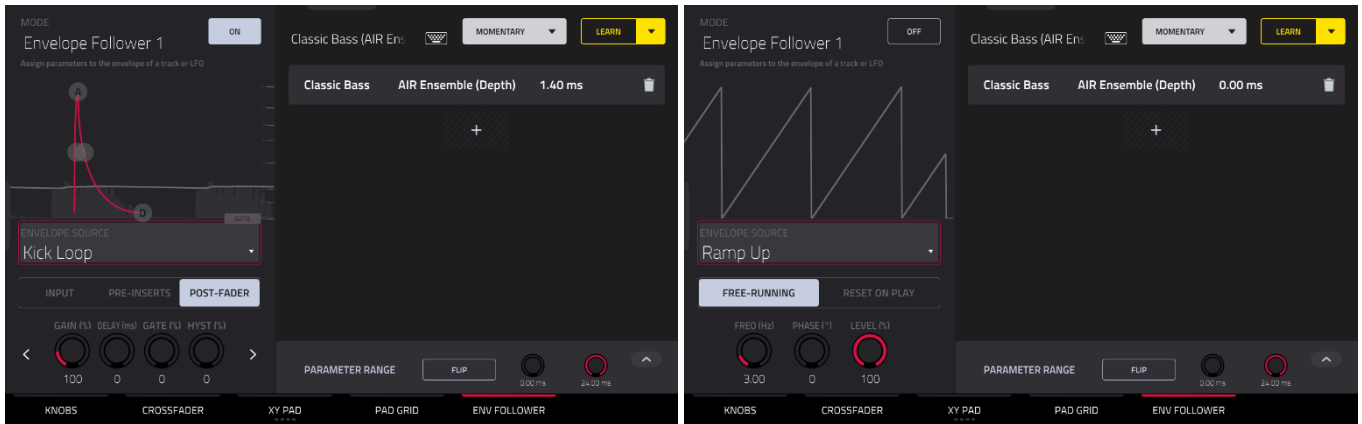 MODE
Envelope Follower 1
ON
Assign parameters to the envelope of a track or LFO
A
D
GATE
ENVELOPE SOURCE
Kick Loop
INPUT PRE-INSERTS POST-FADER
GAIN (%) DELAY (ms) GATE (%) HYST (%)
100 0 0 0
Classic Bass (AIR Ens
MOMENTARY
LEARN
Classic Bass AIR Ensemble (Depth) 1.40 ms
+
PARAMETER RANGE FLIP 0.00 ms 24.00 ms
KNOBS CROSSFADER XY PAD PAD GRID ENV FOLLOWER
MODE
Envelope Follower 1
OFF
Assign parameters to the envelope of a track or LFO
ENVELOPE SOURCE
Ramp Up
FREE-RUNNING RESET ON PLAY
FREQ (Hz) PHASE (°) LEVEL (%)
3.00 0 100
Classic Bass (AIR Ens
MOMENTARY
LEARN
Classic Bass AIR Ensemble (Depth) 0.00 ms
+
PARAMETER RANGE FLIP 0.00 ms 24.00 ms
KNOBS CROSSFADER XY PAD PAD GRID ENV FOLLOWER